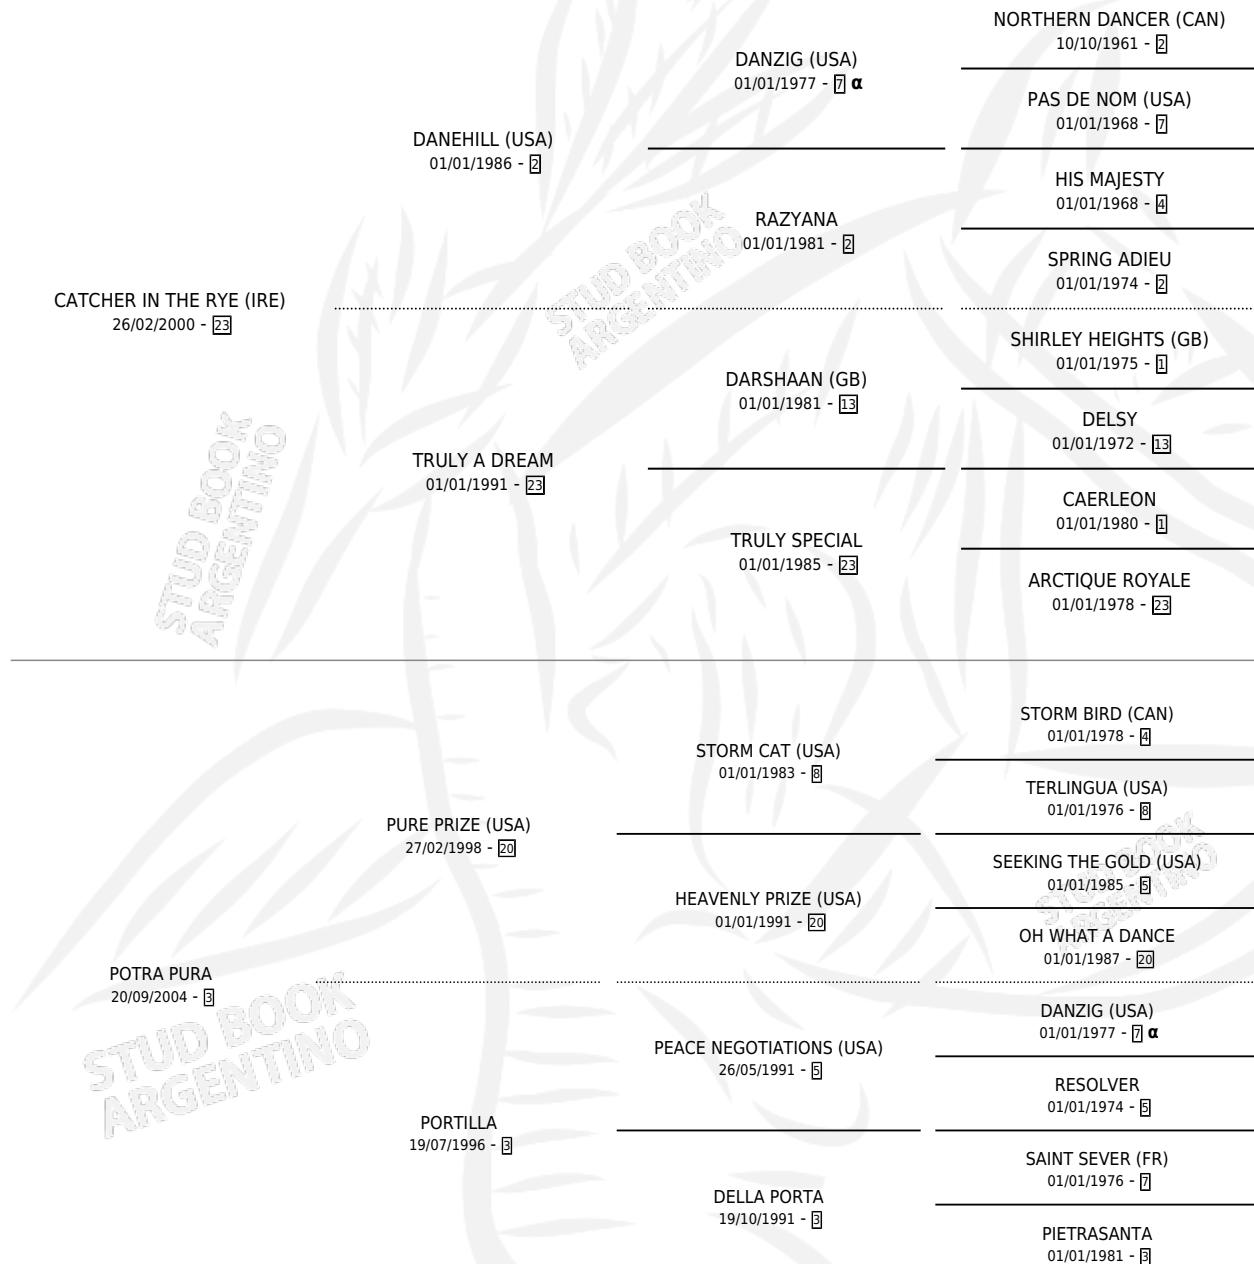 NORTHERN DANCER (CAN)
10/10/1961 - 2
DANZIG (USA)
01/01/1977 - 7 α
PAS DE NOM (USA)
01/01/1968 - 7
DANEHILL (USA)
01/01/1986 - 2
HIS MAJESTY
01/01/1968 - 4
RAZYANA
01/01/1981 - 2
SPRING ADIEU
01/01/1974 - 2
CATCHER IN THE RYE (IRE)
26/02/2000 - 23
STUD BOOK
ARGENTINO
SHIRLEY HEIGHTS (GB)
01/01/1975 - 1
DARSHAAN (GB)
01/01/1981 - 13
DELSY
01/01/1972 - 13
TRULY A DREAM
01/01/1991 - 23
CAERLEON
01/01/1980 - 1
TRULY SPECIAL
01/01/1985 - 23
ARCTIQUE ROYALE
01/01/1978 - 23
STUD BOOK
ARGENTINO
STORM BIRD (CAN)
01/01/1978 - 4
STORM CAT (USA)
01/01/1983 - 8
TERLINGUA (USA)
01/01/1976 - 8
PURE PRIZE (USA)
27/02/1998 - 20
SEEKING THE GOLD (USA)
01/01/1985 - 5
HEAVENLY PRIZE (USA)
01/01/1991 - 20
STUD BOOK
ARGENTINO
OH WHAT A DANCE
01/01/1987 - 20
POTRA PURA
20/09/2004 - 3
DANZIG (USA)
01/01/1977 - 7 α
PEACE NEGOTIATIONS (USA)
26/05/1991 - 5
STUD BOOK
ARGENTINO
RESOLVER
01/01/1974 - 5
PORTILLA
19/07/1996 - 3
SAINT SEVER (FR)
01/01/1976 - 7
DELLA PORTA
19/10/1991 - 3
PIETRASANTA
01/01/1981 - 3